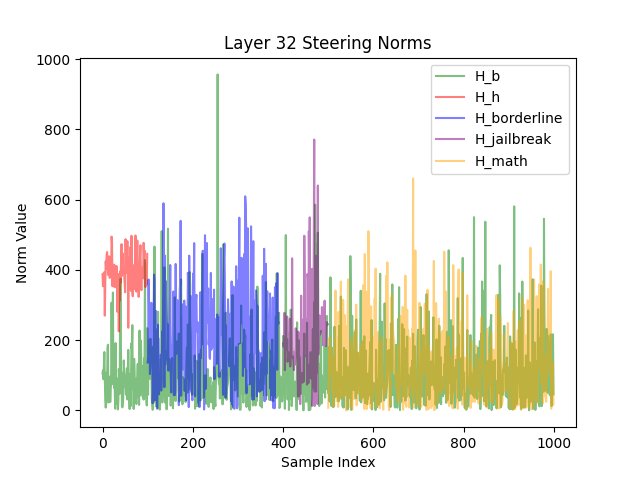 Layer 32 Steering Norms
1000
800
600
400
200
0
Norm Value
H_b
H_h
H_borderline
H_jailbreak
H_math
0
200
400
600
800
1000
Sample Index